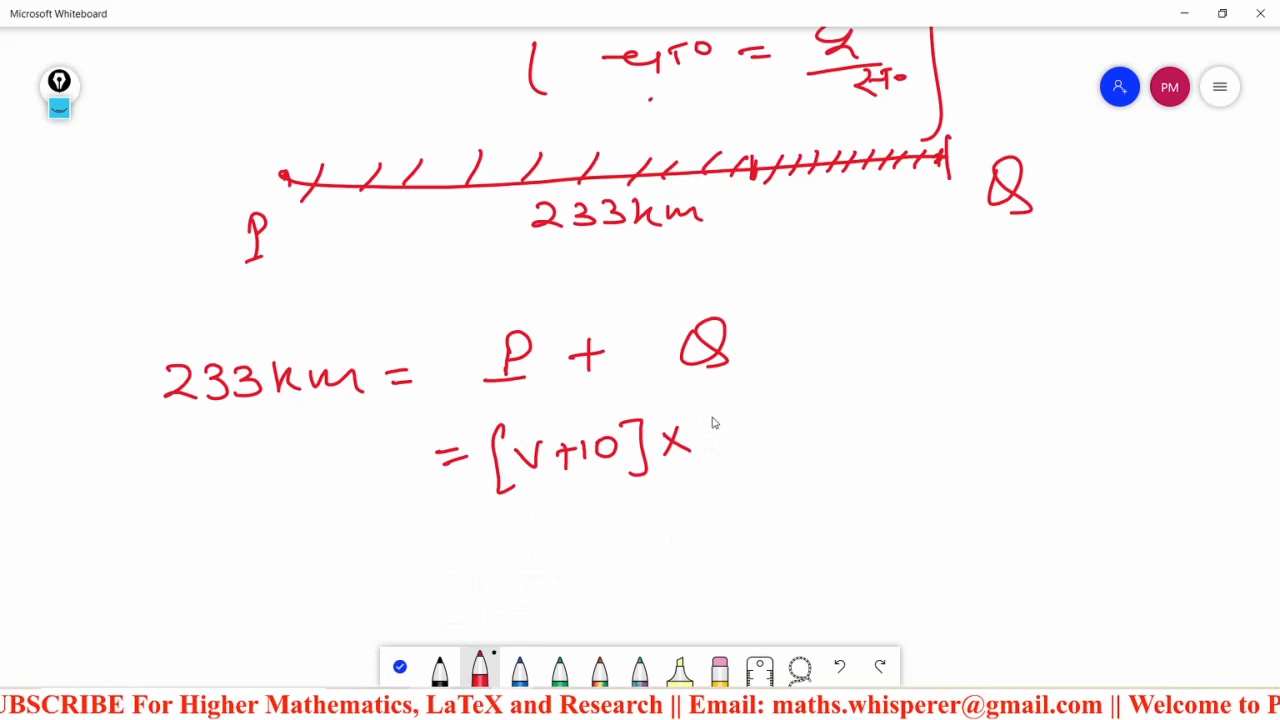 Microsoft Whiteboard
PM
233km
P
Q
233km = P + Q
= [v+10] x
UBSCRIBE For Higher Mathematics, LaTeX and Research || Email: maths.whisperer@gmail.com || Welcome to P